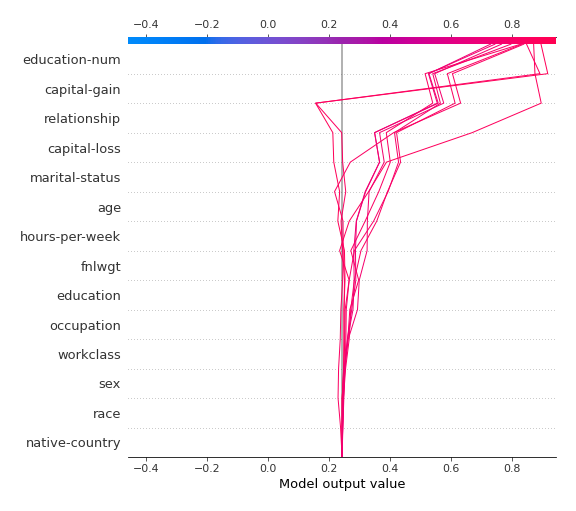 −0.4 −0.2 0.0 0.2 0.4 0.6 0.8
education-num
capital-gain
relationship
capital-loss
marital-status
age
hours-per-week
fnlwgt
education
occupation
workclass
sex
race
native-country
−0.4 −0.2 0.0 0.2 0.4 0.6 0.8
Model output value